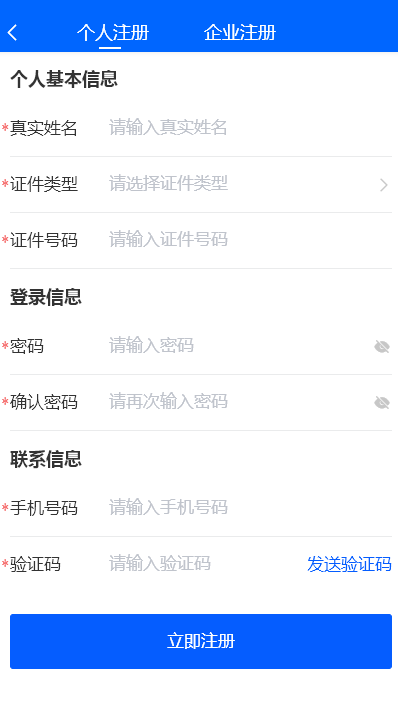 个人注册 企业注册
个人基本信息
*真实姓名 请输入真实姓名
*证件类型 请选择证件类型
*证件号码 请输入证件号码
登录信息
*密码 请输入密码
*确认密码 请再次输入密码
联系信息
*手机号码 请输入手机号码
*验证码 请输入验证码 发送验证码
立即注册